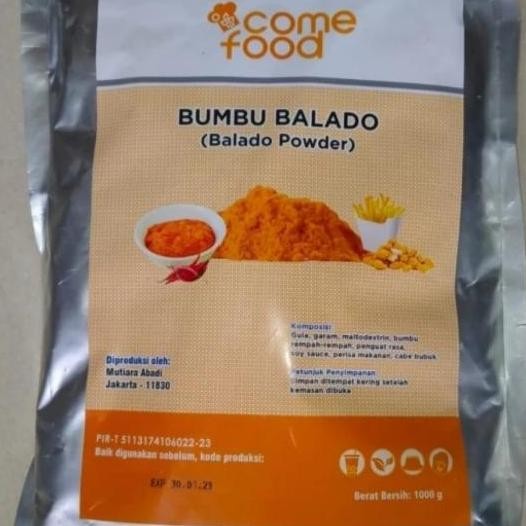 come
food
BUMBU BALADO
(Balado Powder)
Komposisi
Gula, garam, maltodextrin, bumbu
rempah-rempah, penguat rasa,
soy sauce, perisa makanan, cabe bubuk
Petunjuk Penyimpanan:
Simpan ditempat kering setelah
kemasan dibuka
Diproduksi oleh:
Mutiara Abadi
Jakarta - 11830
PIR-T 5113174106022-23
Baik digunakan sebelum, kode produksi:
EXP 30.01.23
Berat Bersih: 1000 g